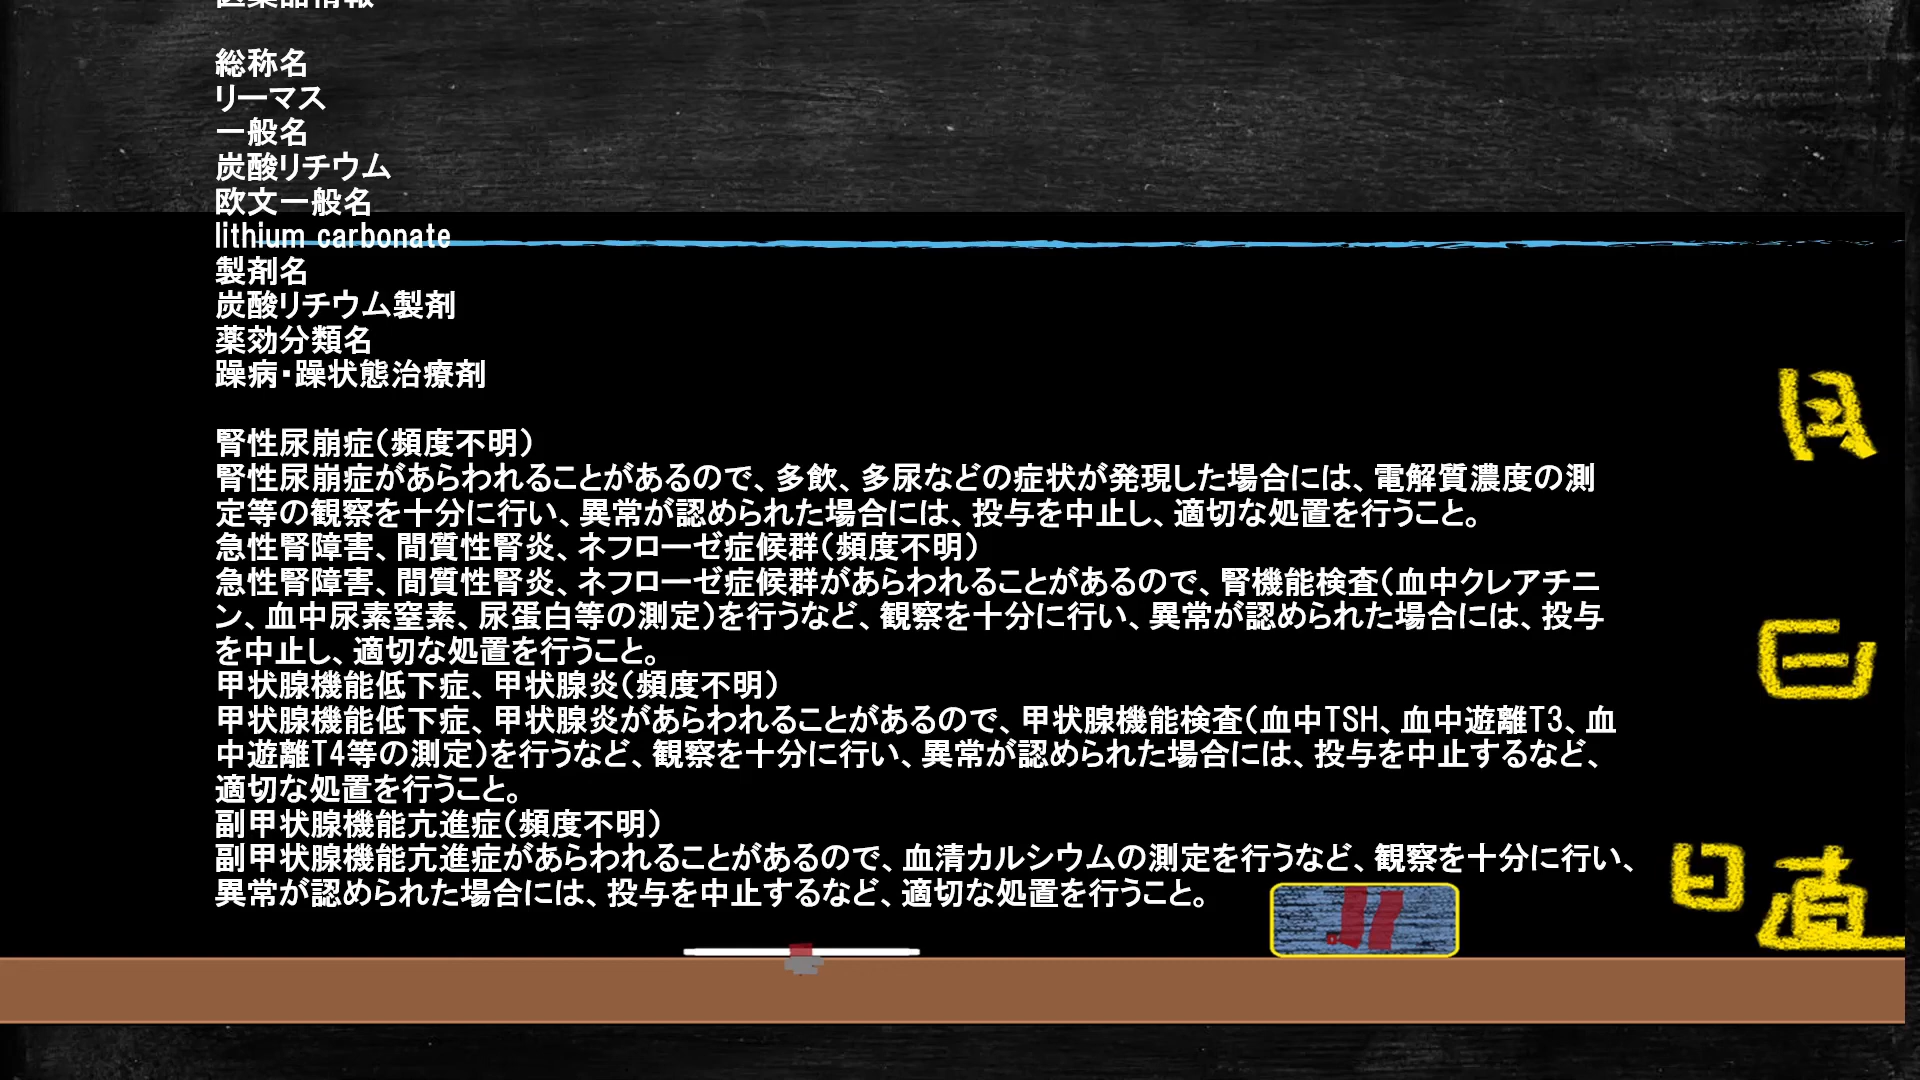 医薬品情報
総称名
リーマス
一般名
炭酸リチウム
欧文一般名
lithium carbonate
製剤名
炭酸リチウム製剤
薬効分類名
躁病・躁状態治療剤
腎性尿崩症（頻度不明）
腎性尿崩症があらわれることがあるので、多飲、多尿などの症状が発現した場合には、電解質濃度の測
定等の観察を十分に行い、異常が認められた場合には、投与を中止し、適切な処置を行うこと。
急性腎障害、間質性腎炎、ネフローゼ症候群（頻度不明）
急性腎障害、間質性腎炎、ネフローゼ症候群があらわれることがあるので、腎機能検査（血中クレアチニ
ン、血中尿素窒素、尿蛋白等の測定）を行うなど、観察を十分に行い、異常が認められた場合には、投与
を中止し、適切な処置を行うこと。
甲状腺機能低下症、甲状腺炎（頻度不明）
甲状腺機能低下症、甲状腺炎があらわれることがあるので、甲状腺機能検査（血中TSH、血中遊離T3、血
中遊離T4等の測定）を行うなど、観察を十分に行い、異常が認められた場合には、投与を中止するなど、
適切な処置を行うこと。
副甲状腺機能亢進症（頻度不明）
副甲状腺機能亢進症があらわれることがあるので、血清カルシウムの測定を行うなど、観察を十分に行い、
異常が認められた場合には、投与を中止するなど、適切な処置を行うこと。
日直